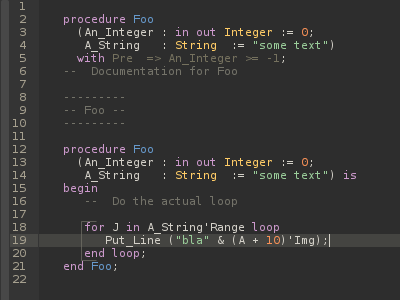 1
2 procedure Foo
3 (An_Integer : in out Integer := 0;
4 A_String : String := "some text")
5 with Pre => An_Integer >= -1;
6 -- Documentation for Foo
7
8 ---------
9 -- Foo --
10 ---------
11
12 procedure Foo
13 (An_Integer : in out Integer := 0;
14 A_String : String := "some text") is
15 begin
16 -- Do the actual loop
17
18 for J in A_String'Range loop
19 Put_Line ("bla" & (A + 10)'Img);
20 end loop;
21 end Foo;
22